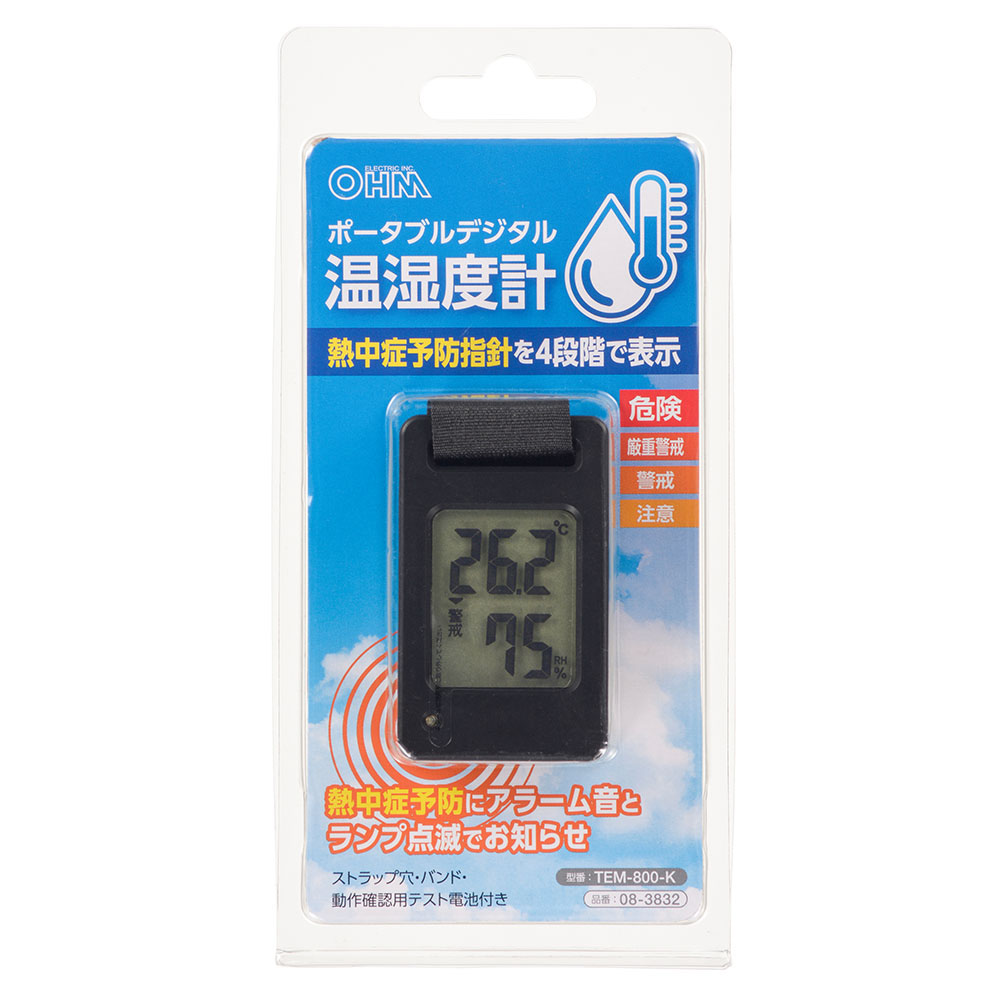 ELECTRIC INC.
OHM
ポータブルデジタル
温湿度計
熱中症予防指針を4段階で表示
危険
厳重警戒
警戒
注意
26.2℃
警戒
75RH%
熱中症予防にアラーム音と
ランプ点滅でお知らせ
ストラップ穴・バンド・
動作確認用テスト電池付き
型番：TEM-800-K
品番：08-3832